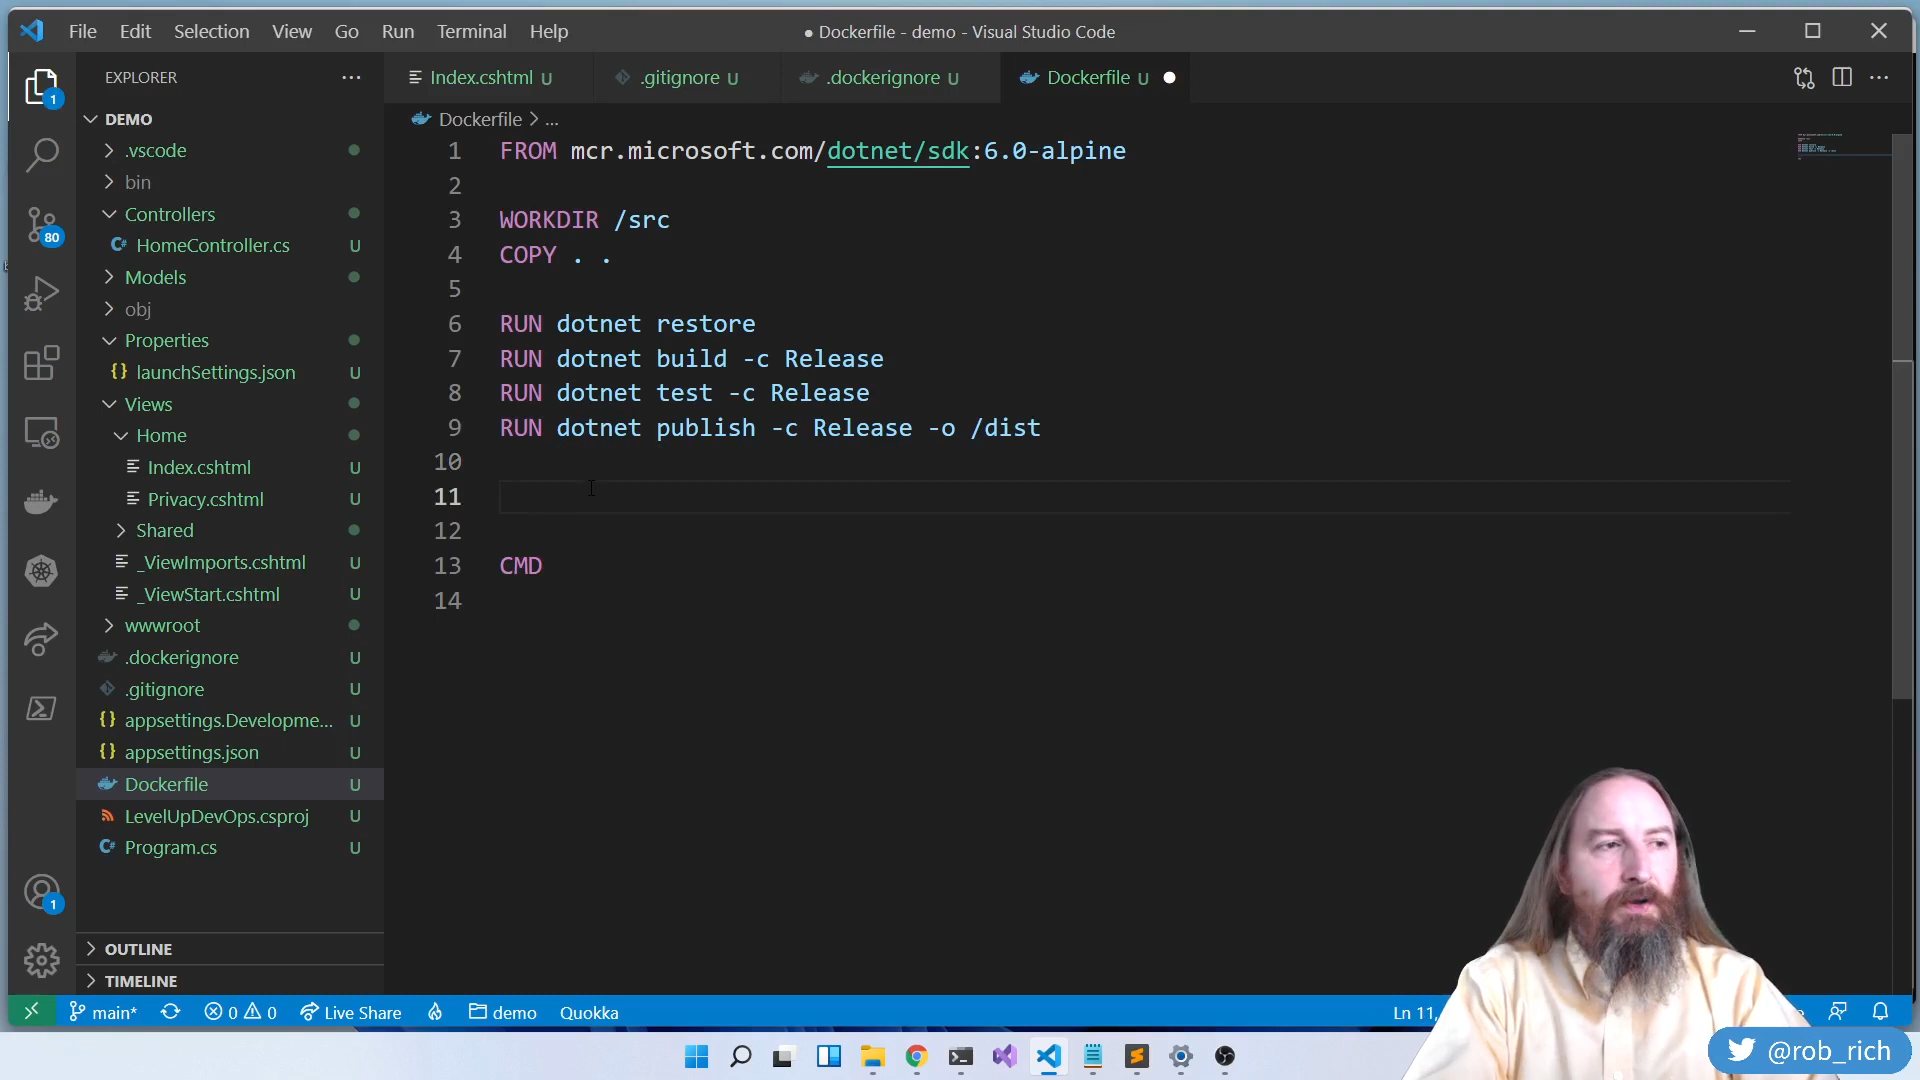 File Edit Selection View Go Run Terminal Help
● Dockerfile - demo - Visual Studio Code
EXPLORER
Index.cshtml U
.gitignore U
.dockerignore U
Dockerfile U
Dockerfile > ...
1
DEMO
.vscode
bin
Controllers
HomeController.cs U
Models
obj
Properties
launchSettings.json U
Views
Home
Index.cshtml U
Privacy.cshtml U
Shared
_ViewImports.cshtml U
_ViewStart.cshtml U
wwwroot
.dockerignore U
.gitignore U
appsettings.Developme... U
appsettings.json U
Dockerfile U
LevelUpDevOps.csproj U
Program.cs U
OUTLINE
TIMELINE
80
1
1 FROM mcr.microsoft.com/dotnet/sdk:6.0-alpine
2
3 WORKDIR /src
4 COPY . .
5
6 RUN dotnet restore
7 RUN dotnet build -c Release
8 RUN dotnet test -c Release
9 RUN dotnet publish -c Release -o /dist
10
11
12
13 CMD
14
main* 0 0 Live Share demo Quokka
Ln 11,
@rob_rich